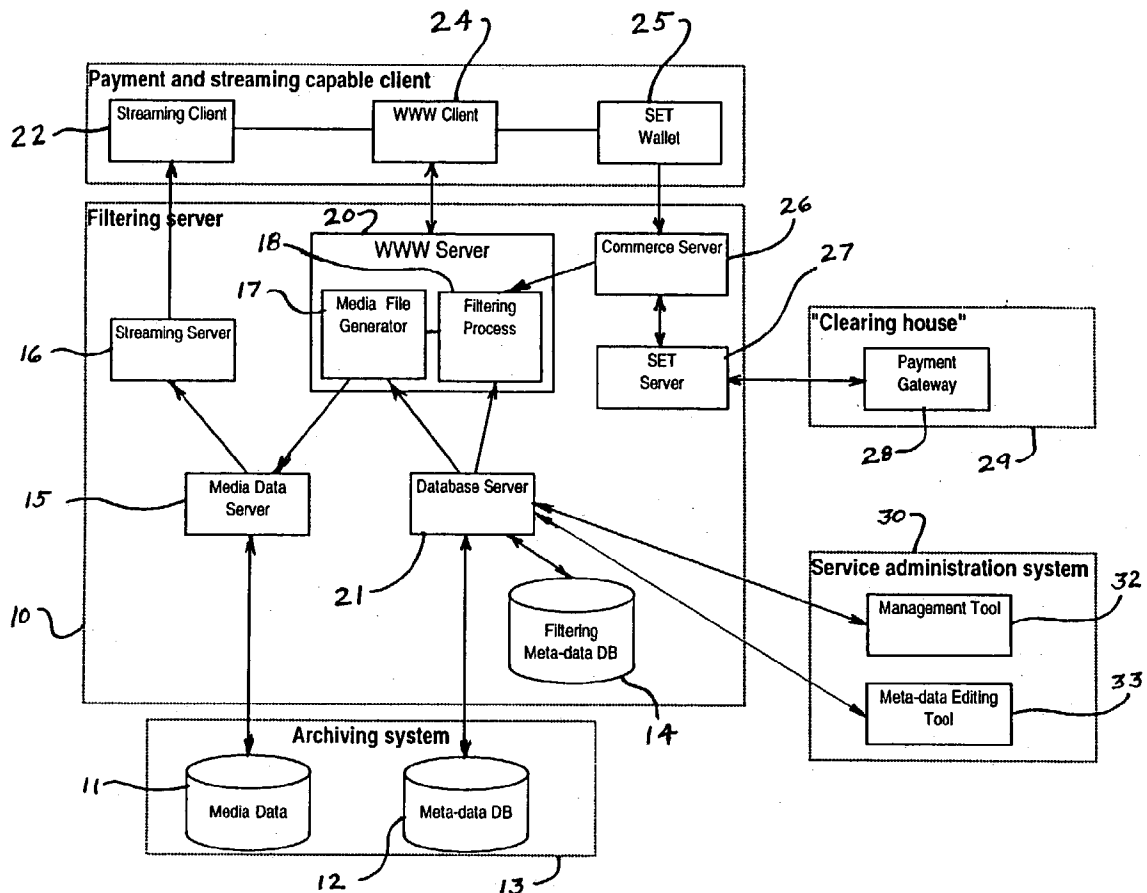 24
25
Payment and streaming capable client
Streaming Client
WWW Client
SET
Wallet
22
Filtering server
20
WWW Server
18
17
Media File
Generator
Filtering
Process
Commerce Server
26
27
Streaming Server
16
SET
Server
"Clearing house"
Payment
Gateway
28
29
15
Media Data
Server
Database Server
21
30
Service administration system
Management Tool
32
10
Filtering
Meta-data DB
14
Meta-data Editing
Tool
33
Archiving system
11
Media Data
Meta-data DB
12
13